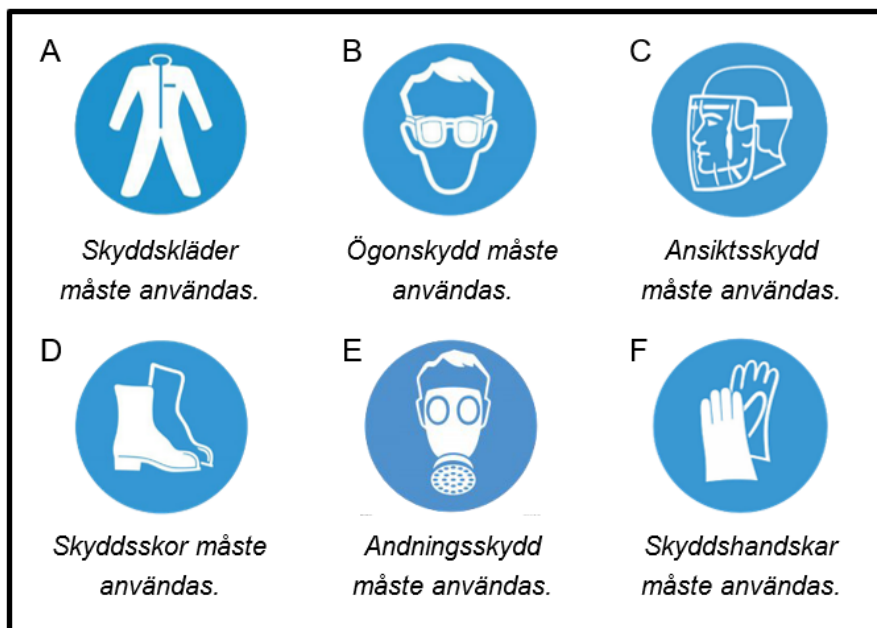 A
B
C
Skyddskläder
måste användas.
Ögonskydd måste
användas.
Ansiktsskydd
måste användas.
D
E
F
Skyddsskor måste
användas.
Andningsskydd
måste användas.
Skyddshandskar
måste användas.